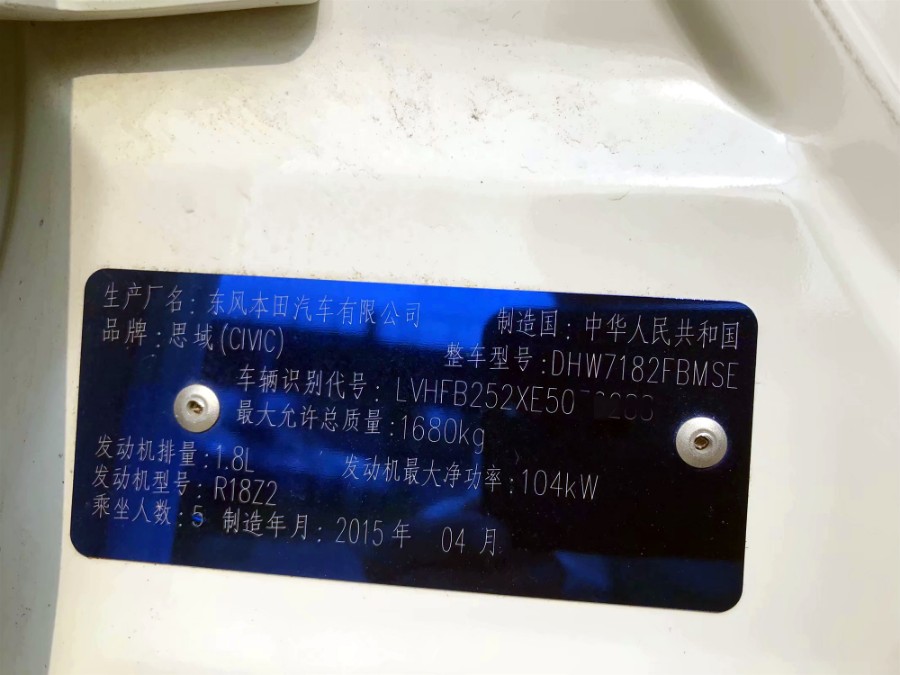 生产厂名：东风本田汽车有限公司 制造国：中华人民共和国
品牌：思域(CIVIC) 整车型号：DHW7182FBMSE
车辆识别代号：
最大允许总质量：1680kg
发动机排量：1.8L 发动机最大净功率：104kW
发动机型号：R18Z2
乘坐人数：5 制造年月：2015年 04月